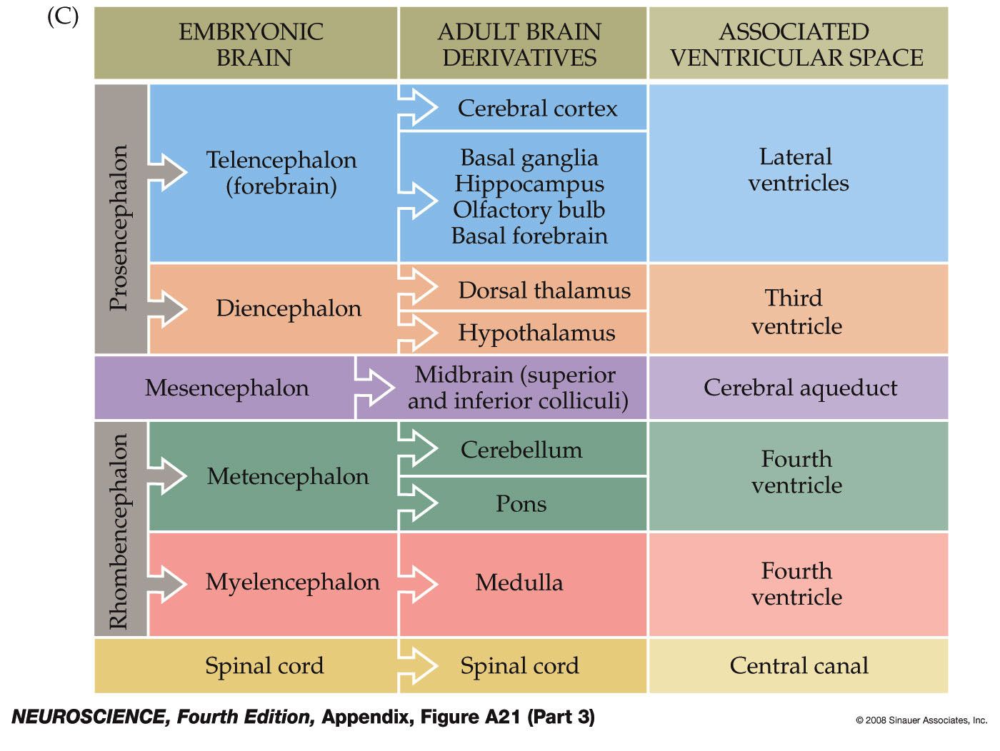 (C)
EMBRYONIC
BRAIN
ADULT BRAIN
DERIVATIVES
ASSOCIATED
VENTRICULAR SPACE
Prosencephalon
Telencephalon
(forebrain)
Cerebral cortex
Basal ganglia
Hippocampus
Olfactory bulb
Basal forebrain
Lateral
ventricles
Diencephalon
Dorsal thalamus
Hypothalamus
Third
ventricle
Mesencephalon
Midbrain (superior
and inferior colliculi)
Cerebral aqueduct
Rhombencephalon
Metencephalon
Cerebellum
Pons
Fourth
ventricle
Myelencephalon
Medulla
Fourth
ventricle
Spinal cord
Spinal cord
Central canal
NEUROSCIENCE, Fourth Edition, Appendix, Figure A21 (Part 3)
© 2008 Sinauer Associates, Inc.